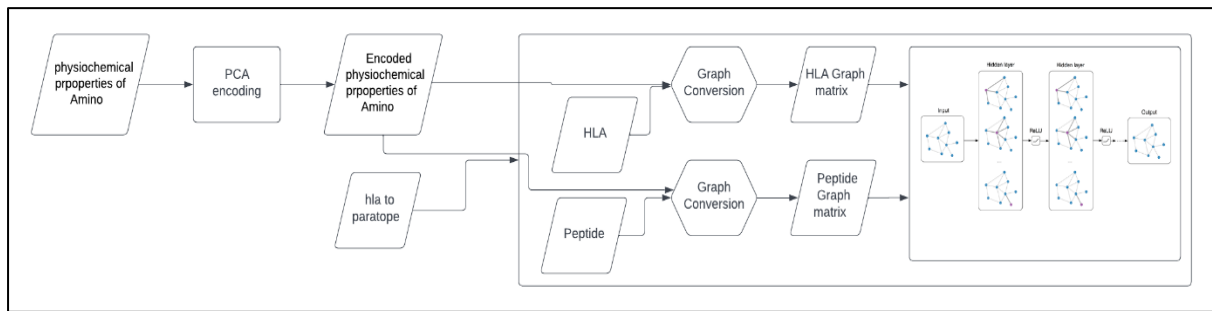 physiochemical
prpoperties of
Amino
PCA
encoding
Encoded
physiochemical
prpoperties of
Amino
hla to
paratope
HLA
Peptide
Graph
Conversion
Graph
Conversion
HLA Graph
matrix
Peptide
Graph
matrix
Input
Hidden layer
...
ReLU
Hidden layer
...
ReLU
Output